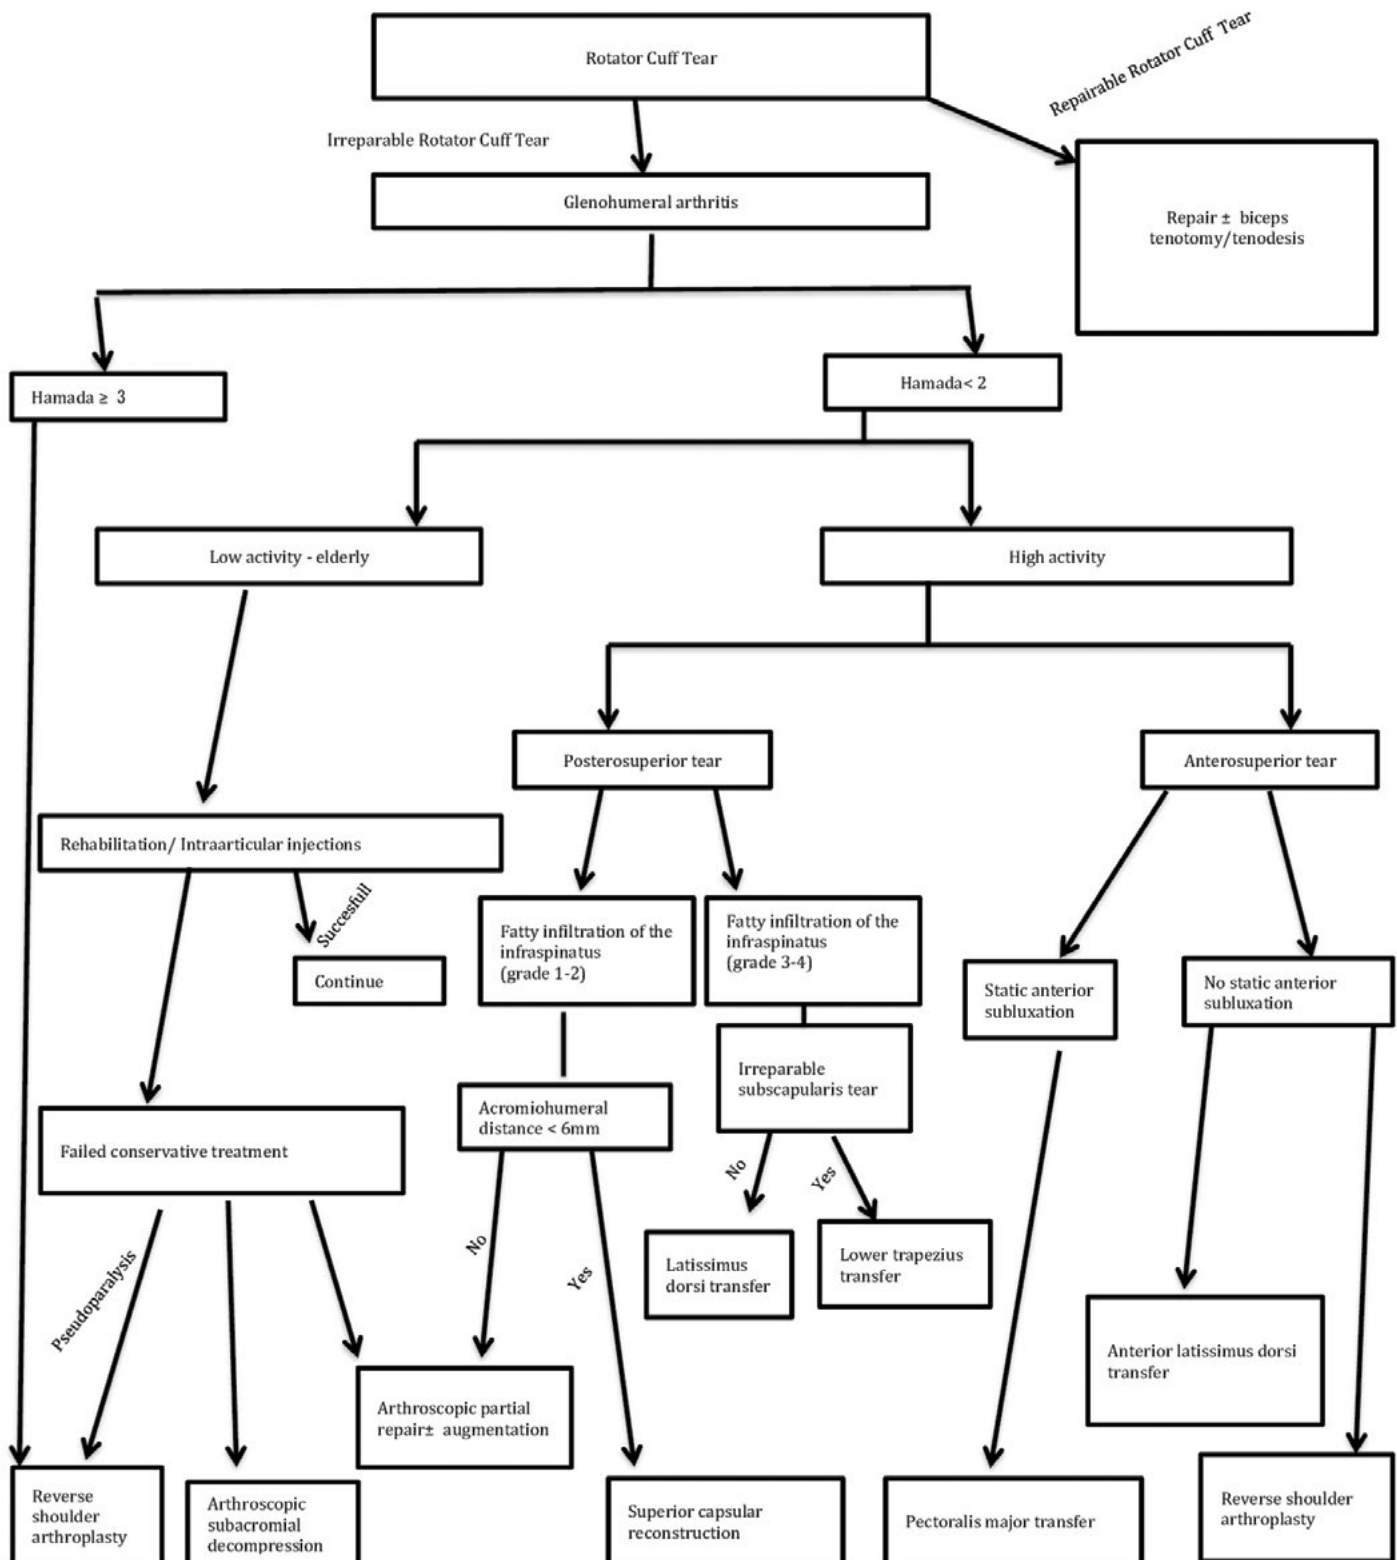 Rotator Cuff Tear
Repairable Rotator Cuff Tear
Irreparable Rotator Cuff Tear
Glenohumeral arthritis
Repair ± biceps
tenotomy/tenodesis
Hamada ≥ 3
Hamada< 2
Low activity - elderly
High activity
Posterosuperior tear
Anterosuperior tear
Rehabilitation/ Intraarticular injections
Succesfull
Continue
Fatty infiltration of the
infraspinatus
(grade 1-2)
Fatty infiltration of the
infraspinatus
(grade 3-4)
Static anterior
subluxation
No static anterior
subluxation
Irreparable
subscapularis tear
Acromiohumeral
distance < 6mm
Failed conservative treatment
No
Yes
No
Yes
Latissimus
dorsi transfer
Lower trapezius
transfer
Pseudoparalysis
Anterior latissimus dorsi
transfer
Arthroscopic partial
repair± augmentation
Reverse
shoulder
arthroplasty
Arthroscopic
subacromial
decompression
Superior capsular
reconstruction
Pectoralis major transfer
Reverse shoulder
arthroplasty